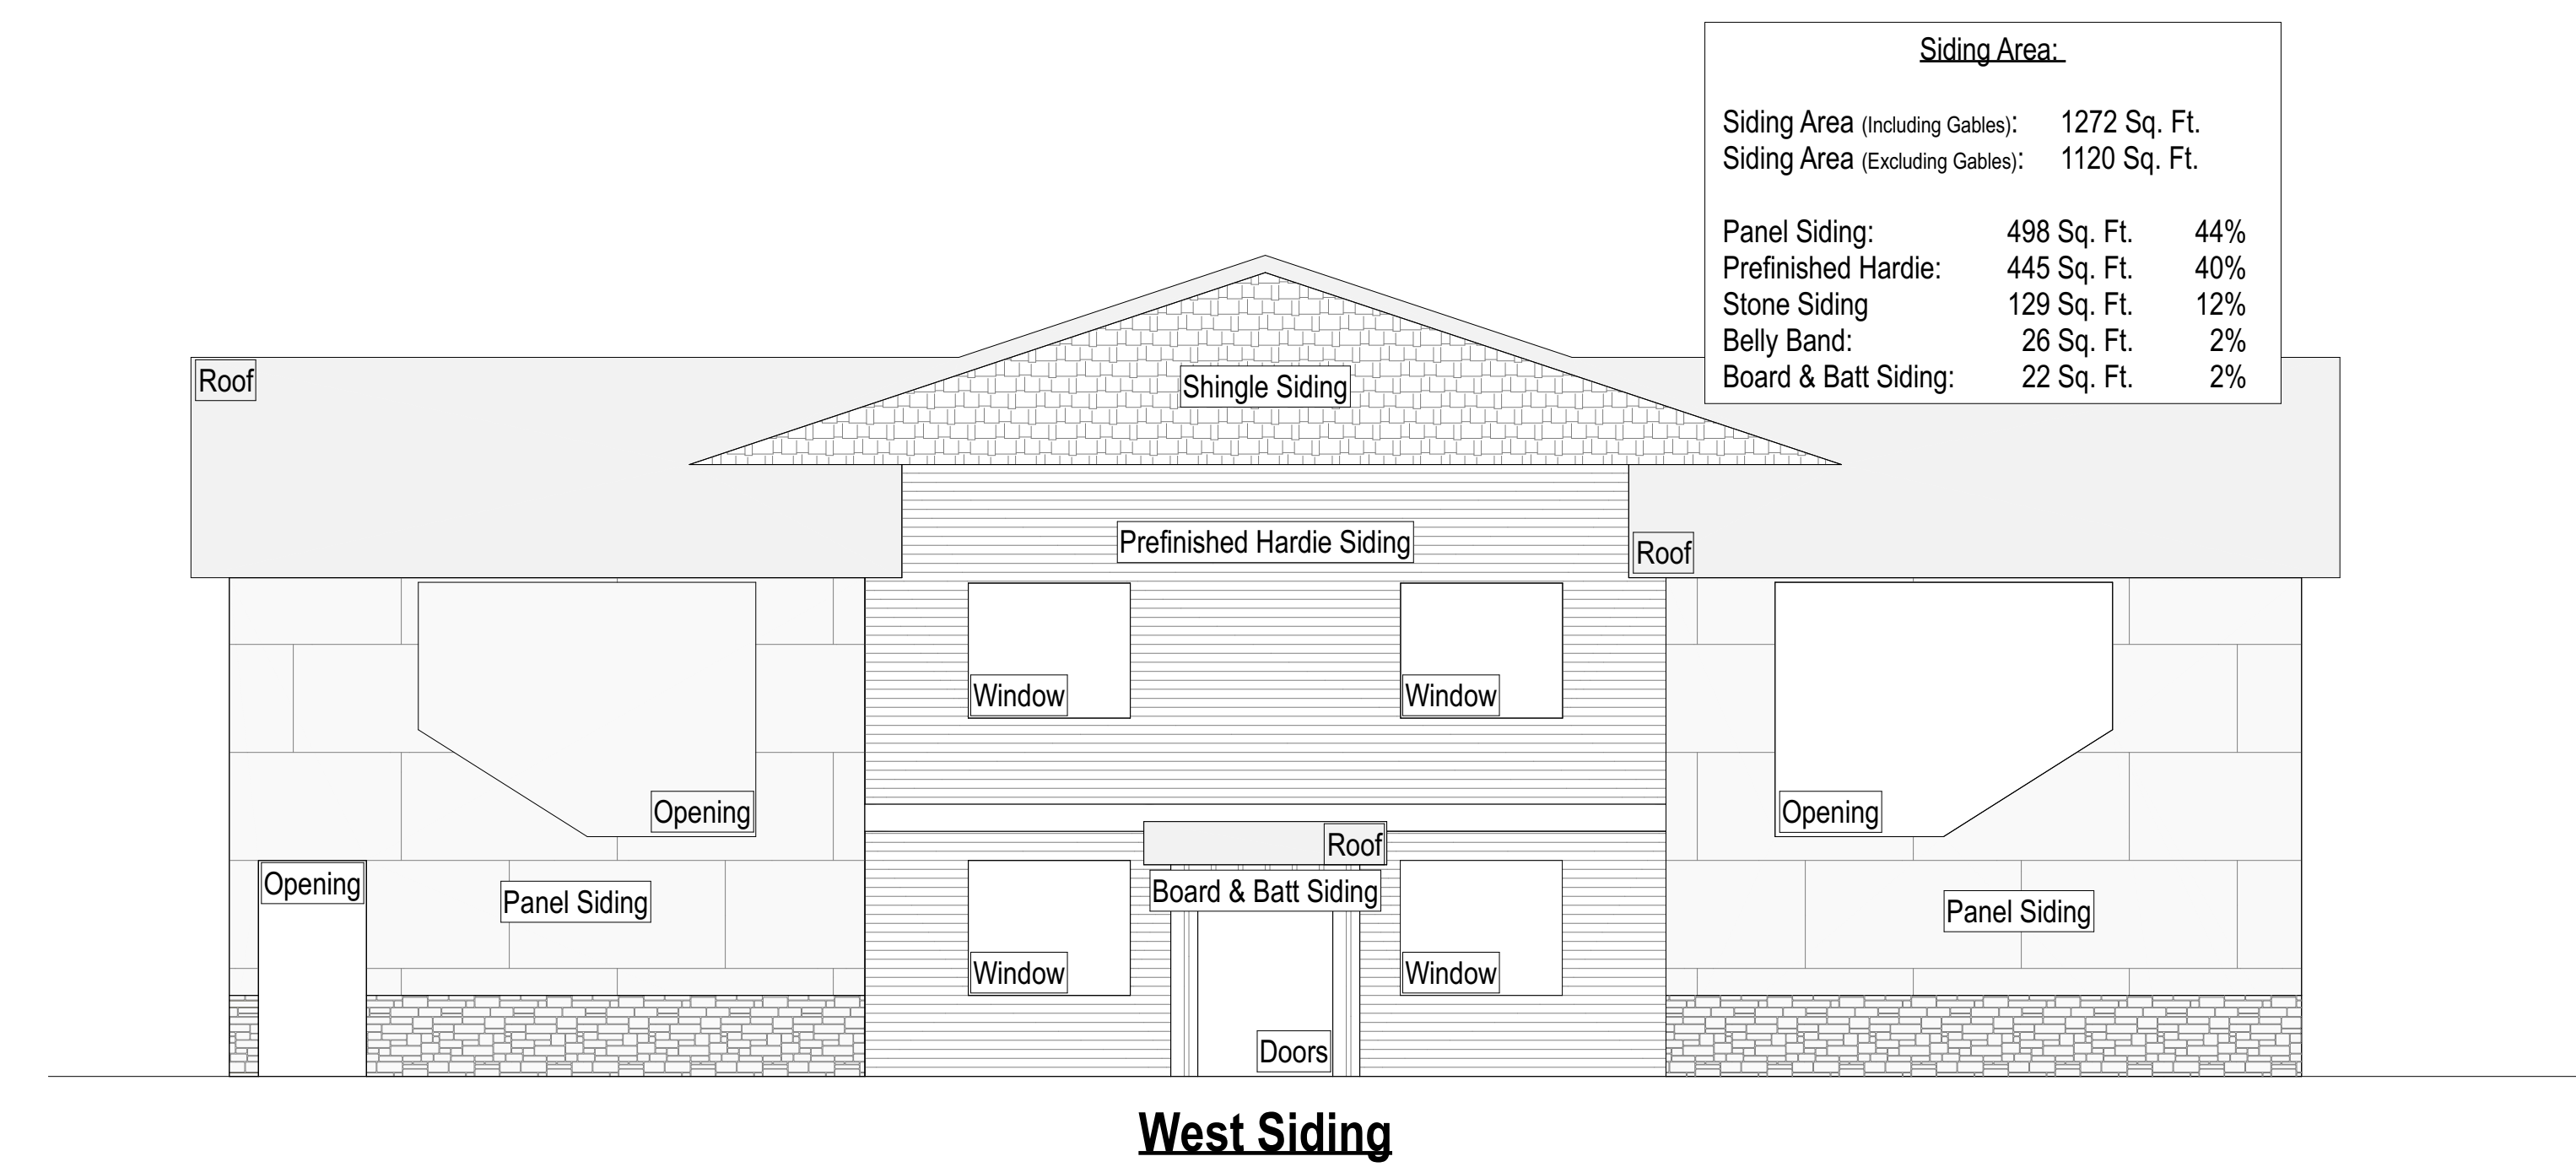 Siding Area:
Siding Area (Including Gables): 1272 Sq. Ft.
Siding Area (Excluding Gables): 1120 Sq. Ft.
Panel Siding: 498 Sq. Ft. 44%
Prefinished Hardie: 445 Sq. Ft. 40%
Stone Siding 129 Sq. Ft. 12%
Belly Band: 26 Sq. Ft. 2%
Board & Batt Siding: 22 Sq. Ft. 2%
Roof
Shingle Siding
Prefinished Hardie Siding
Roof
Window
Window
Opening
Opening
Roof
Opening
Board & Batt Siding
Panel Siding
Panel Siding
Window
Window
Doors
West Siding